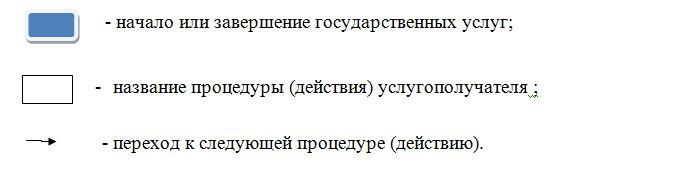 - начало или завершение государственных услуг;
- название процедуры (действия) услугополучателя ;
- переход к следующей процедуре (действию).